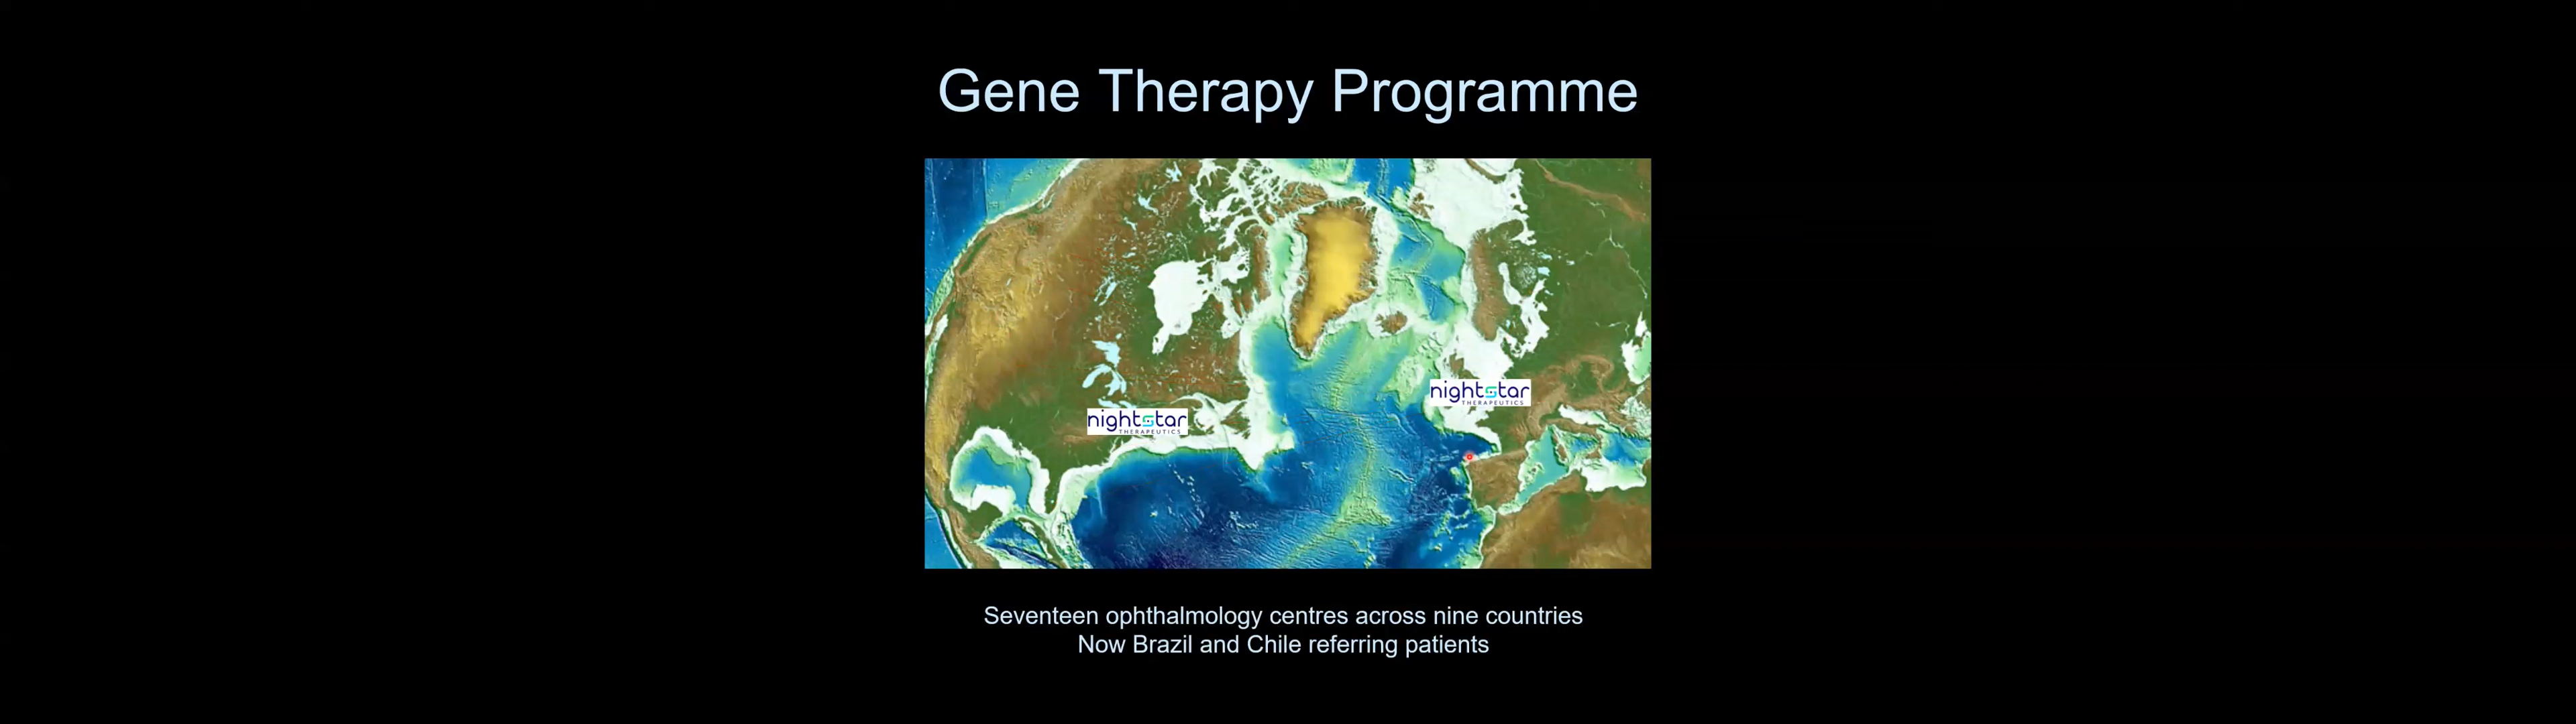 Gene Therapy Programme
nightstar
THERAPEUTICS
nightstar
THERAPEUTICS
Seventeen ophthalmology centres across nine countries
Now Brazil and Chile referring patients